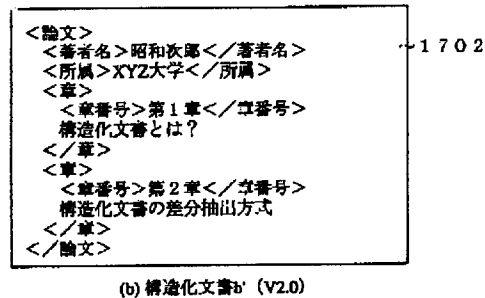 <論文>
<著者名>昭和次郎</著者名>
<所属>XYZ大学</所属>
<章>
<章番号>第1章</章番号>
構造化文書とは？
</章>
<章>
<章番号>第2章</章番号>
構造化文書の差分抽出方式
</章>
</論文>
~1702
(b) 構造化文書b' (V2.0)